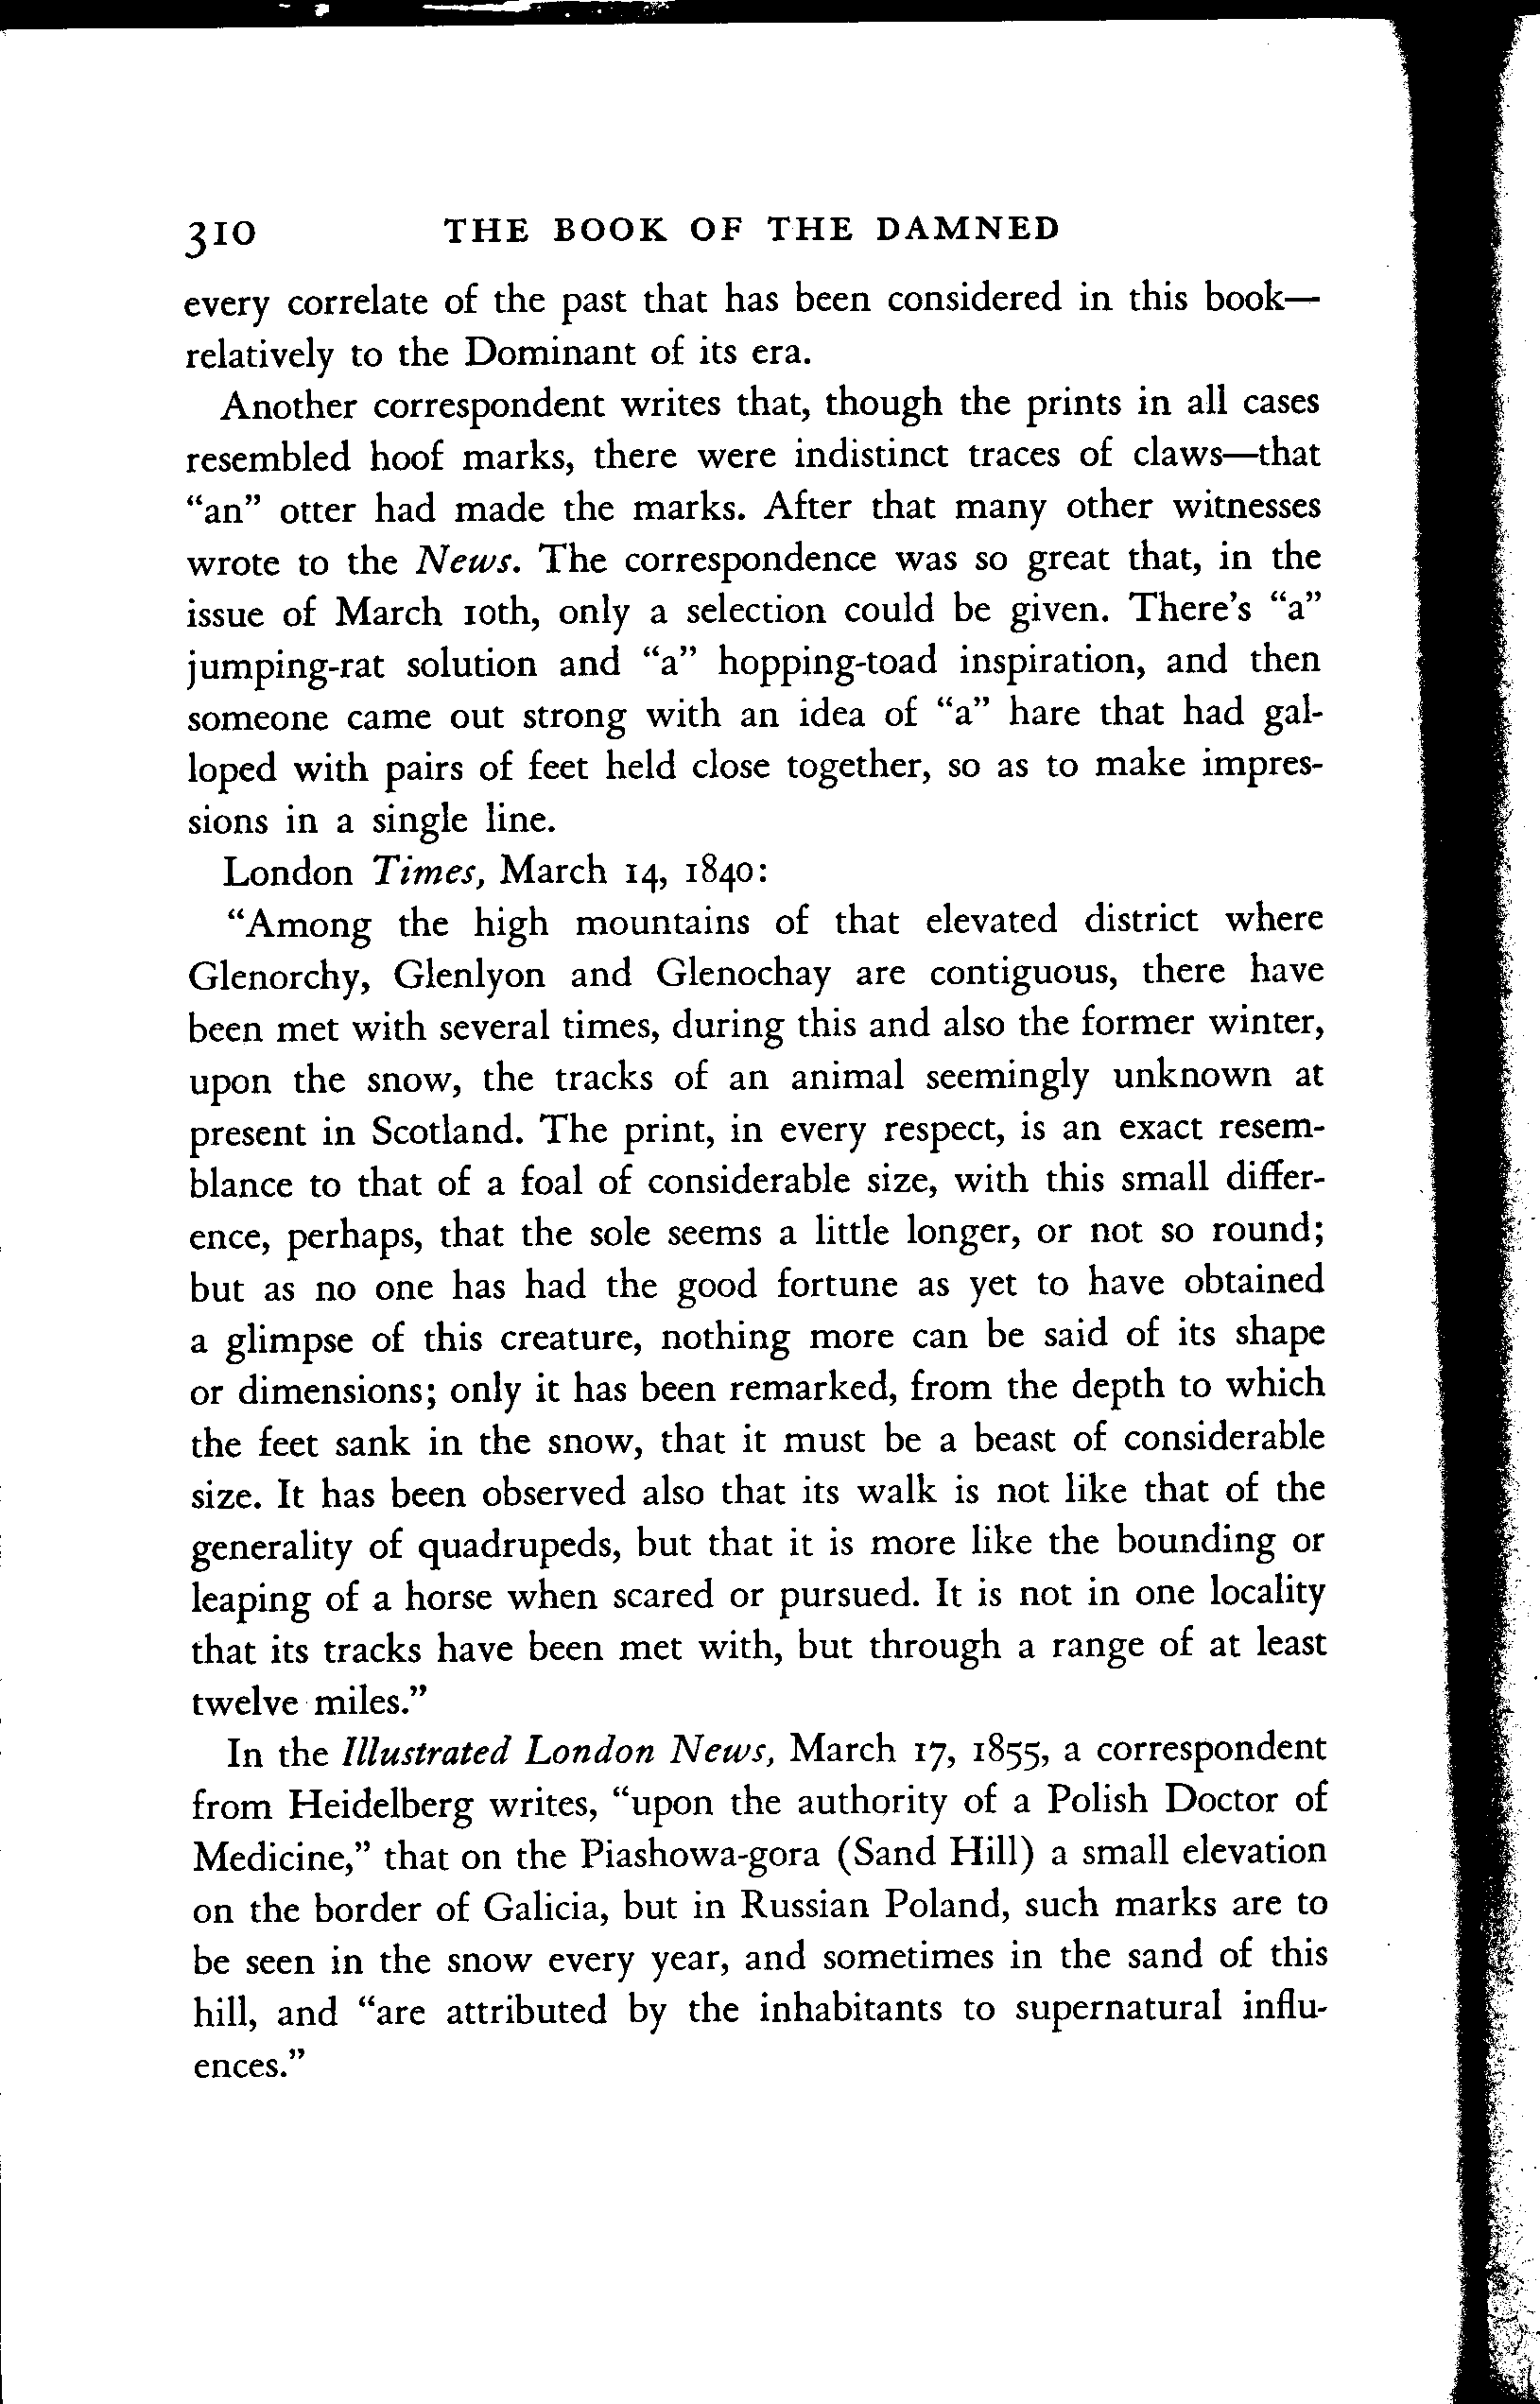 310 THE BOOK OF THE DAMNED
every correlate of the past that has been considered in this book—
relatively to the Dominant of its era.
Another correspondent writes that, though the prints in all cases
resembled hoof marks, there were indistinct traces of claws—that
“an” otter had made the marks. After that many other witnesses
wrote to the News. The correspondence was so great that, in the
issue of March 10th, only a selection could be given. There’s “a”
jumping-rat solution and “a” hopping-toad inspiration, and then
someone came out strong with an idea of “a” hare that had gal-
loped with pairs of feet held close together, so as to make impres-
sions in a single line.
London Times, March 14, 1840:
“Among the high mountains of that elevated district where
Glenorchy, Glenlyon and Glenochay are contiguous, there have
been met with several times, during this and also the former winter,
upon the snow, the tracks of an animal seemingly unknown at
present in Scotland. The print, in every respect, is an exact resem-
blance to that of a foal of considerable size, with this small differ-
ence, perhaps, that the sole seems a little longer, or not so round;
but as no one has had the good fortune as yet to have obtained
a glimpse of this creature, nothing more can be said of its shape
or dimensions; only it has been remarked, from the depth to which
the feet sank in the snow, that it must be a beast of considerable
size. It has been observed also that its walk is not like that of the
generality of quadrupeds, but that it is more like the bounding or
leaping of a horse when scared or pursued. It is not in one locality
that its tracks have been met with, but through a range of at least
twelve miles.”
In the Illustrated London News, March 17, 1855, a correspondent
from Heidelberg writes, “upon the authority of a Polish Doctor of
Medicine,” that on the Piashowa-gora (Sand Hill) a small elevation
on the border of Galicia, but in Russian Poland, such marks are to
be seen in the snow every year, and sometimes in the sand of this
hill, and “are attributed by the inhabitants to supernatural influ-
ences.”